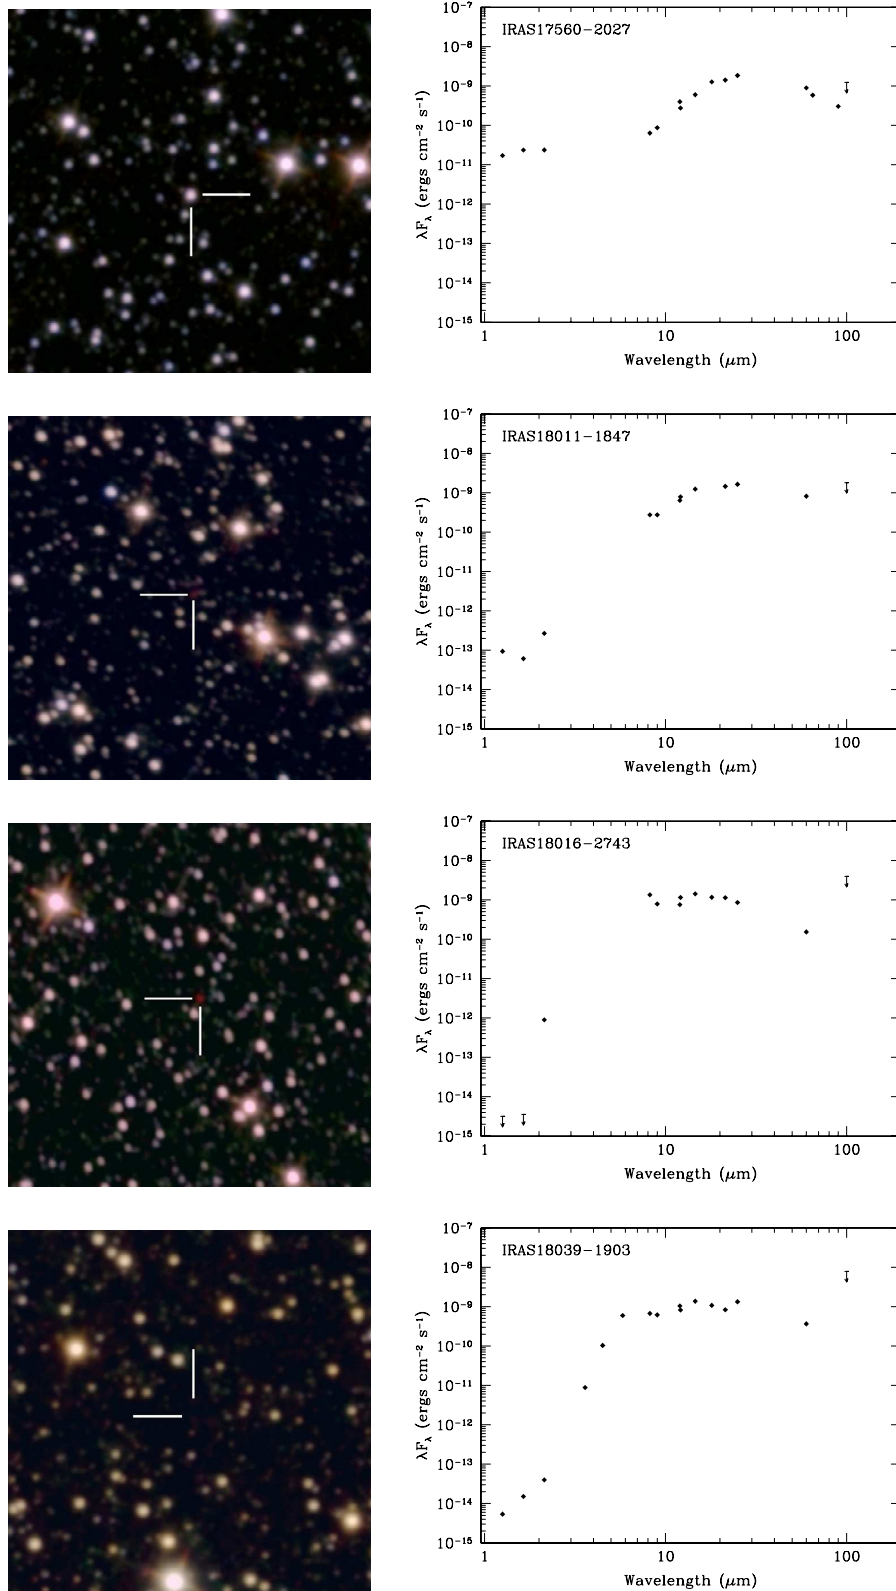 10⁻⁷
10⁻⁸
10⁻⁹
10⁻¹⁰
10⁻¹¹
10⁻¹²
10⁻¹³
10⁻¹⁴
10⁻¹⁵
λFλ (ergs cm⁻² s⁻¹)
IRAS17560−2027
1 10 100
Wavelength (μm)
10⁻⁷
10⁻⁸
10⁻⁹
10⁻¹⁰
10⁻¹¹
10⁻¹²
10⁻¹³
10⁻¹⁴
10⁻¹⁵
λFλ (ergs cm⁻² s⁻¹)
IRAS18011−1847
1 10 100
Wavelength (μm)
10⁻⁷
10⁻⁸
10⁻⁹
10⁻¹⁰
10⁻¹¹
10⁻¹²
10⁻¹³
10⁻¹⁴
10⁻¹⁵
λFλ (ergs cm⁻² s⁻¹)
IRAS18016−2743
1 10 100
Wavelength (μm)
10⁻⁷
10⁻⁸
10⁻⁹
10⁻¹⁰
10⁻¹¹
10⁻¹²
10⁻¹³
10⁻¹⁴
10⁻¹⁵
λFλ (ergs cm⁻² s⁻¹)
IRAS18039−1903
1 10 100
Wavelength (μm)